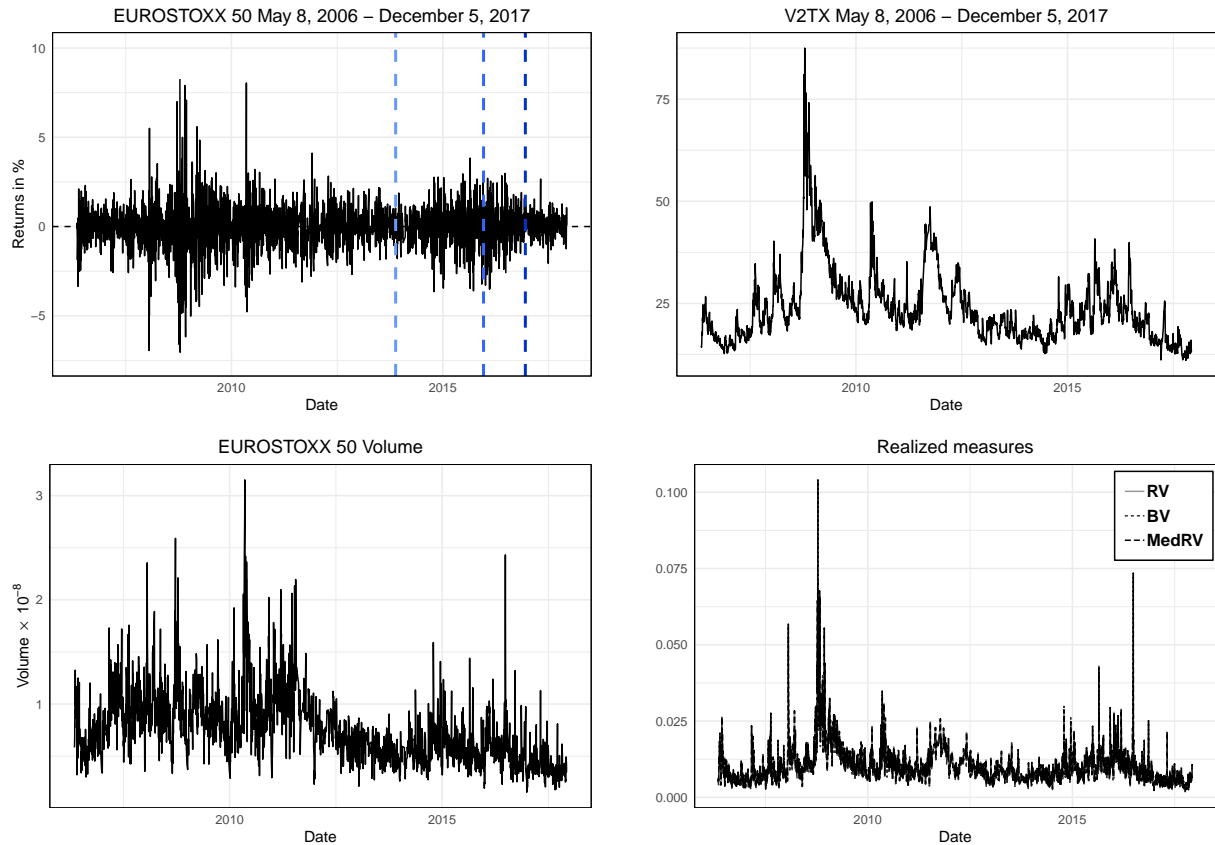 EUROSTOXX 50 May 8, 2006 – December 5, 2017
10
5
0
−5
Returns in %
2010
2015
Date
V2TX May 8, 2006 – December 5, 2017
75
50
25
2010
2015
Date
EUROSTOXX 50 Volume
3
2
1
Volume × 10⁻⁸
2010
2015
Date
Realized measures
0.100
0.075
0.050
0.025
0.000
RV
BV
MedRV
2010
2015
Date